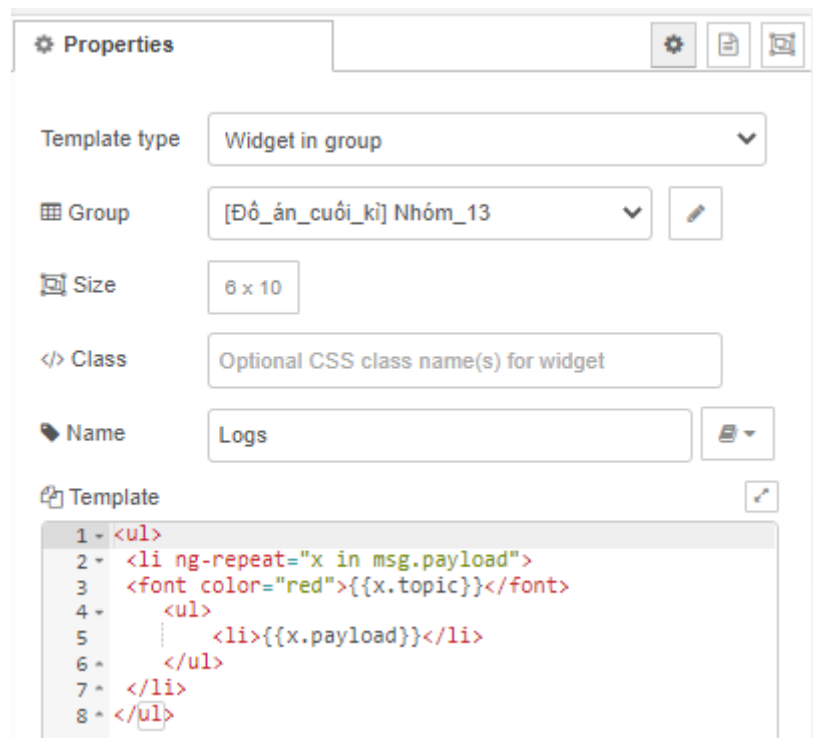 Properties
Template type Widget in group
Group [Đồ_án_cuối_kì] Nhóm_13
Size 6 x 10
</> Class Optional CSS class name(s) for widget
Name Logs
Template
1 <ul>
2 <li ng-repeat="x in msg.payload">
3 <font color="red">{{x.topic}}</font>
4 <ul>
5 <li>{{x.payload}}</li>
6 </ul>
7 </li>
8 </ul>